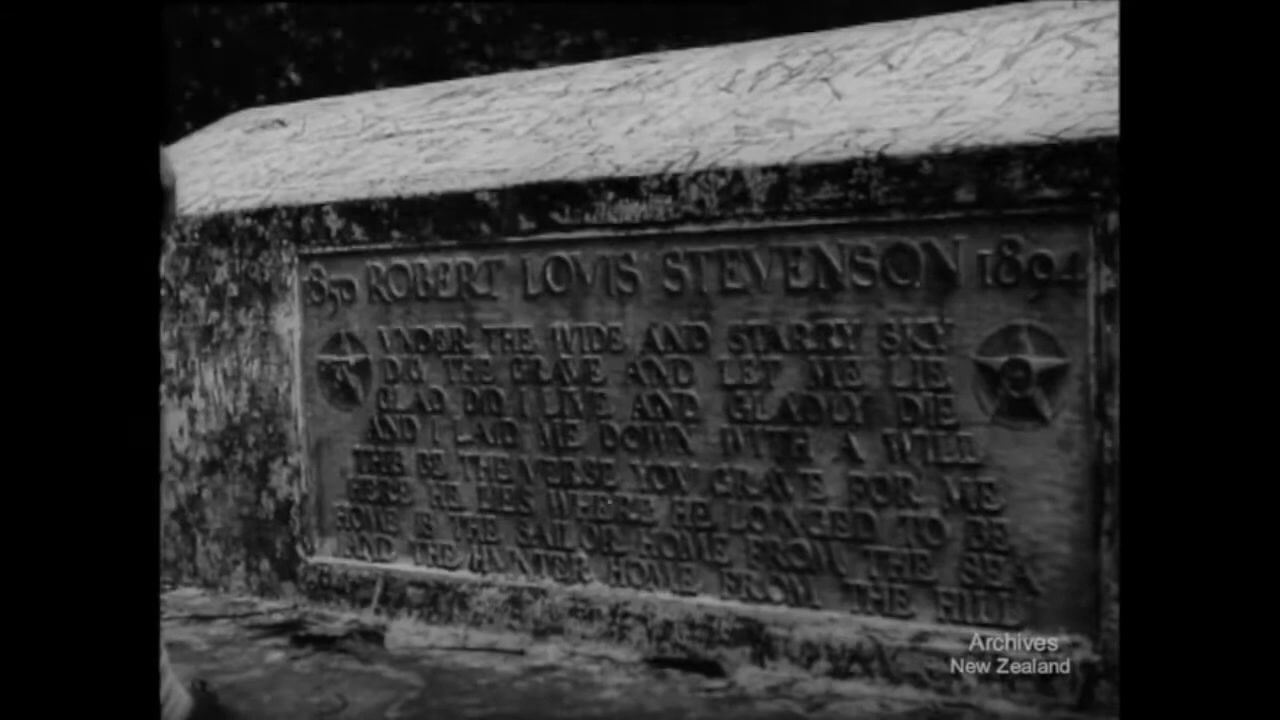 1850 ROBERT LOVIS STEVENSON 1894
VNDER THE WIDE AND STARRY SKY
DIG THE GRAVE AND LET ME LIE
GLAD DID I LIVE AND GLADLY DIE
AND I LAID ME DOWN WITH A WILL
THIS BE THE VERSE YOV GRAVE FOR ME
HERE HE LIES WHERE HE LONGED TO BE
HOME IS THE SAILOR HOME FROM THE SEA
AND THE HVNTER HOME FROM THE HILL
Archives
New Zealand